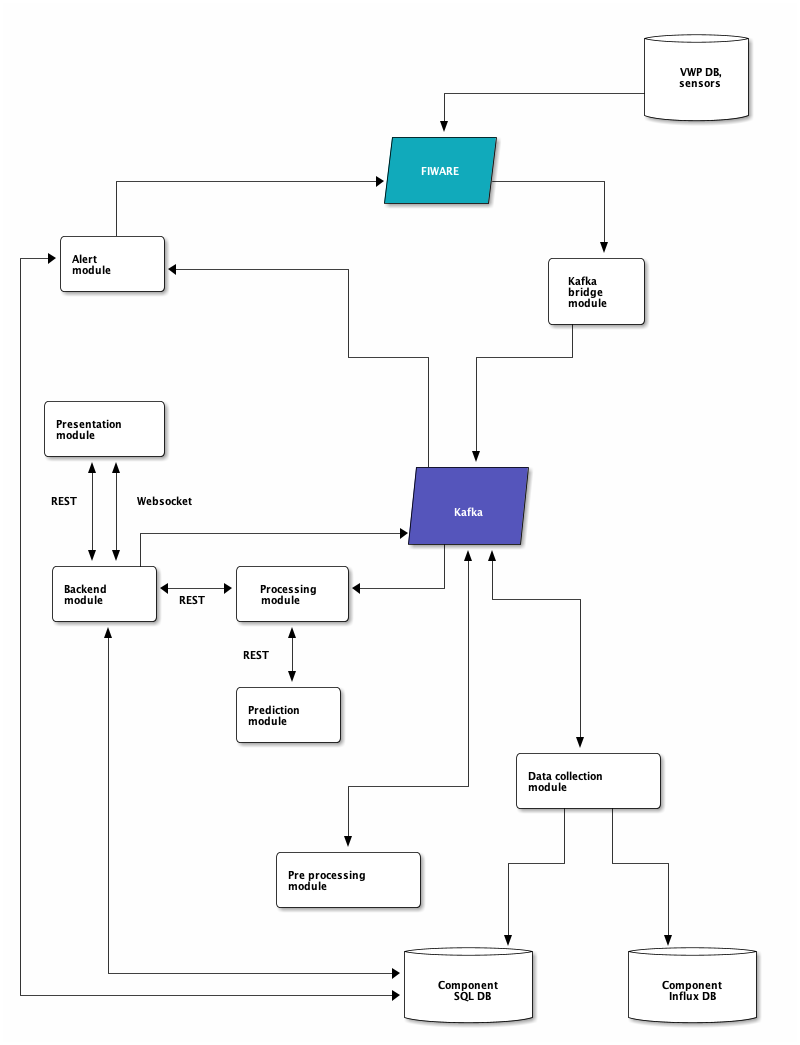 VWP DB,
sensors
FIWARE
Alert
module
Kafka
bridge
module
Presentation
module
REST
Websocket
Kafka
Backend
module
REST
Processing
module
REST
Prediction
module
Data collection
module
Pre processing
module
Component
SQL DB
Component
Influx DB